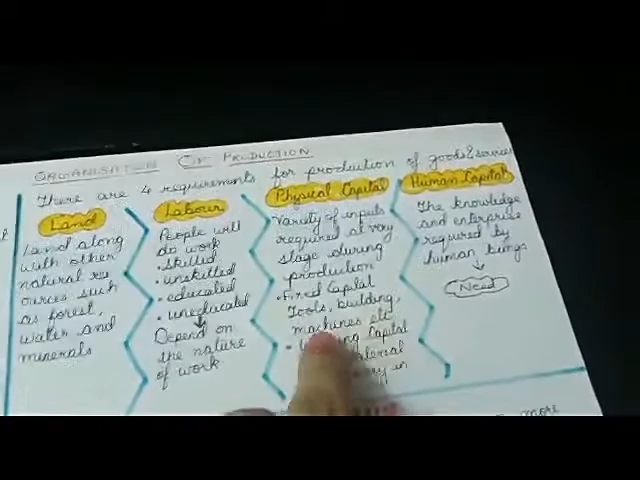 ORGANISATION OF PRODUCTION
There are 4 requirements for production of goods & services
Land
Land along
with other
natural res
ources such
as forest,
water and
minerals
Labour
People will
do work
• skilled
• unskilled
• educated
• uneducated
Depend on
the nature
of work
Physical Capital
Variety of inputs
required at every
stage during
production
• Fixed Capital
Tools, building,
machines etc
Capital
in
Human Capital
The knowledge
and enterprise
required by
human beings
Need
more